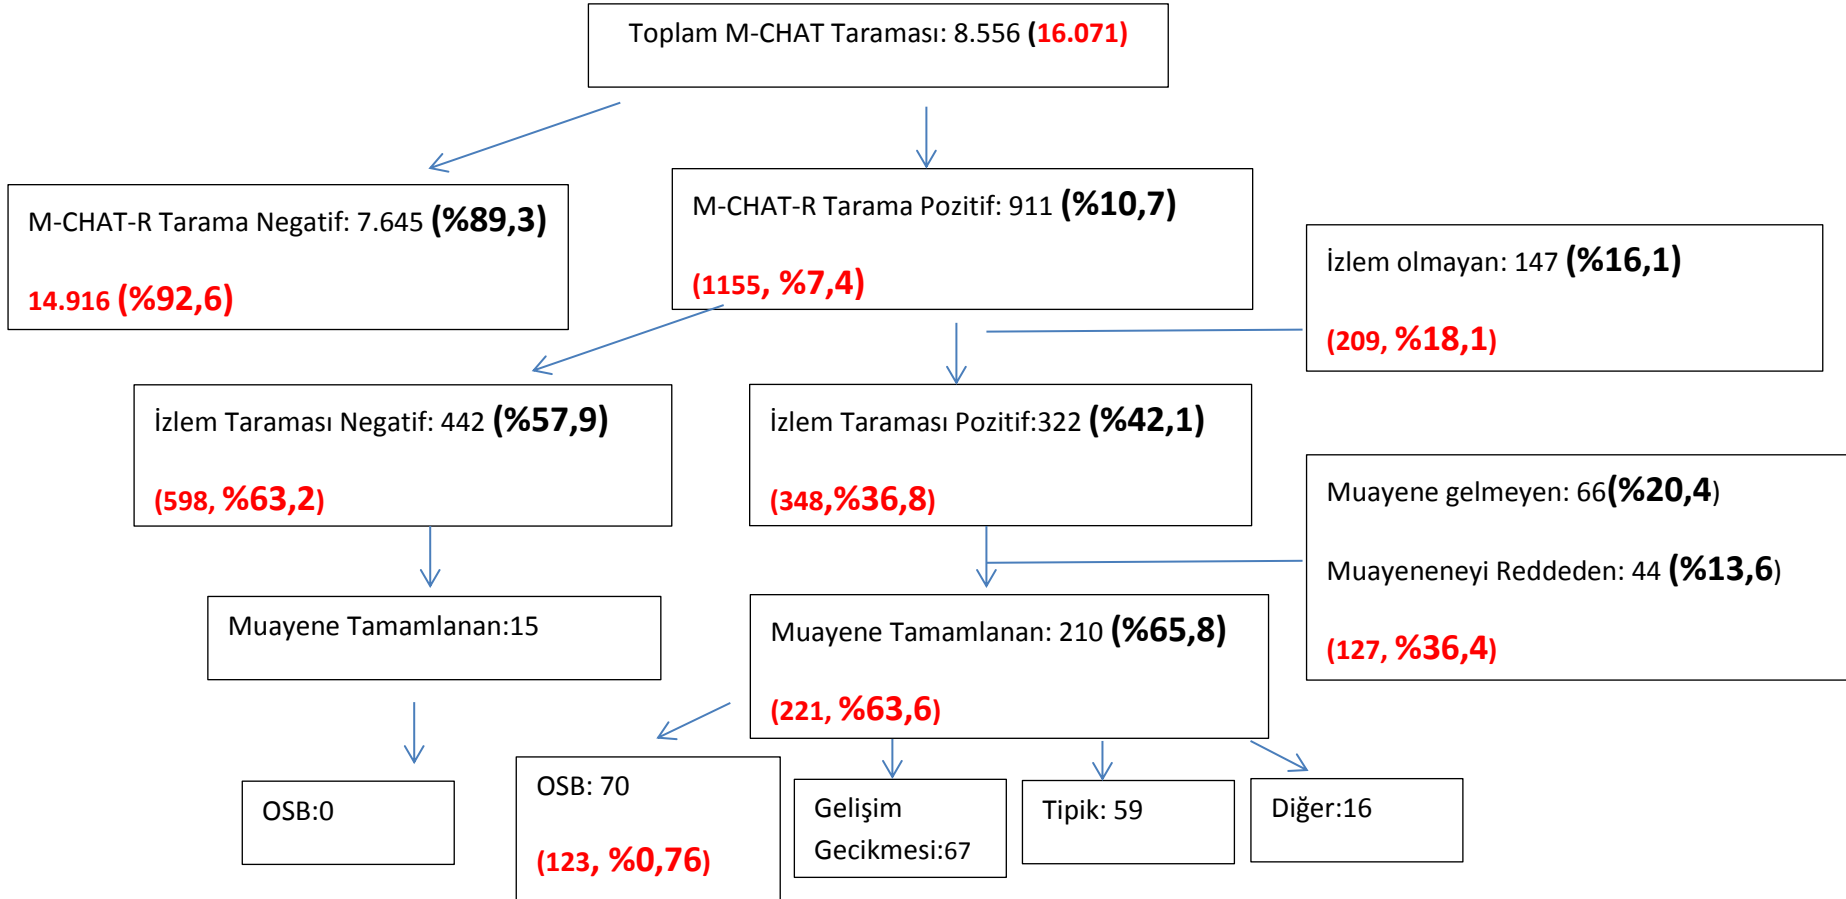 Toplam M-CHAT Taraması: 8.556 (16.071)
M-CHAT-R Tarama Negatif: 7.645 (%89,3)
14.916 (%92,6)
M-CHAT-R Tarama Pozitif: 911 (%10,7)
(1155, %7,4)
İzlem olmayan: 147 (%16,1)
(209, %18,1)
İzlem Taraması Negatif: 442 (%57,9)
(598, %63,2)
İzlem Taraması Pozitif:322 (%42,1)
(348,%36,8)
Muayene gelmeyen: 66(%20,4)
Muayeneneyi Reddeden: 44 (%13,6)
(127, %36,4)
Muayene Tamamlanan:15
Muayene Tamamlanan: 210 (%65,8)
(221, %63,6)
OSB:0
OSB: 70
(123, %0,76)
Gelişim
Gecikmesi:67
Tipik: 59
Diğer:16